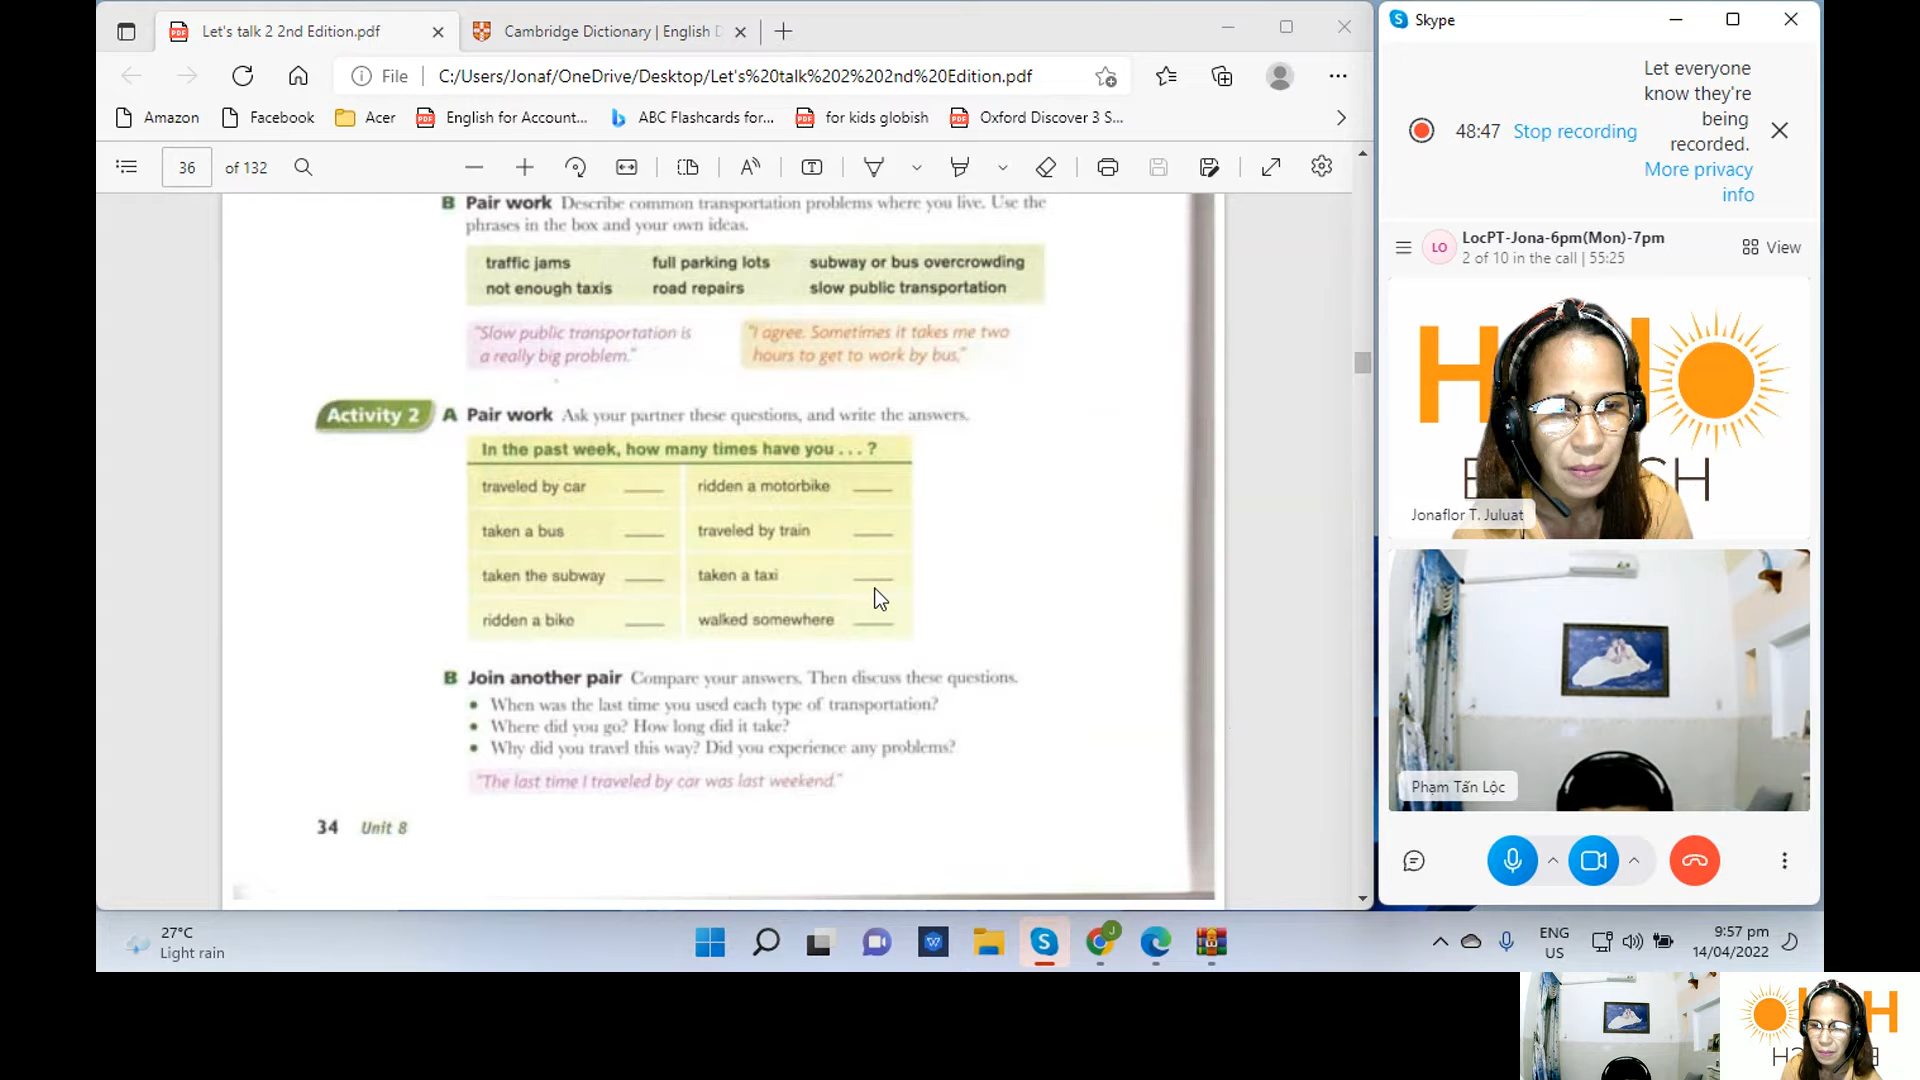 Let's talk 2 2nd Edition.pdf
Cambridge Dictionary | English D
File
C:/Users/Jonaf/OneDrive/Desktop/Let's%20talk%202%202nd%20Edition.pdf
Amazon
Facebook
Acer
English for Account...
ABC Flashcards for...
for kids globish
Oxford Discover 3 S...
36
of 132
B Pair work Describe common transportation problems where you live. Use the
phrases in the box and your own ideas.
traffic jams full parking lots subway or bus overcrowding
not enough taxis road repairs slow public transportation
"Slow public transportation is
a really big problem."
"I agree. Sometimes it takes me two
hours to get to work by bus."
Activity 2
A Pair work Ask your partner these questions, and write the answers.
In the past week, how many times have you . . . ?
traveled by car ridden a motorbike
taken a bus traveled by train
taken the subway taken a taxi
ridden a bike walked somewhere
B Join another pair Compare your answers. Then discuss these questions.
• When was the last time you used each type of transportation?
• Where did you go? How long did it take?
• Why did you travel this way? Did you experience any problems?
"The last time I traveled by car was last weekend."
34 Unit 8
Skype
48:47
Stop recording
Let everyone
know they're
being
recorded.
More privacy
info
LO
LocPT-Jona-6pm(Mon)-7pm
2 of 10 in the call | 55:25
View
Jonaflor T. Juluat
Phạm Tấn Lộc
27°C
Light rain
ENG
US
9:57 pm
14/04/2022